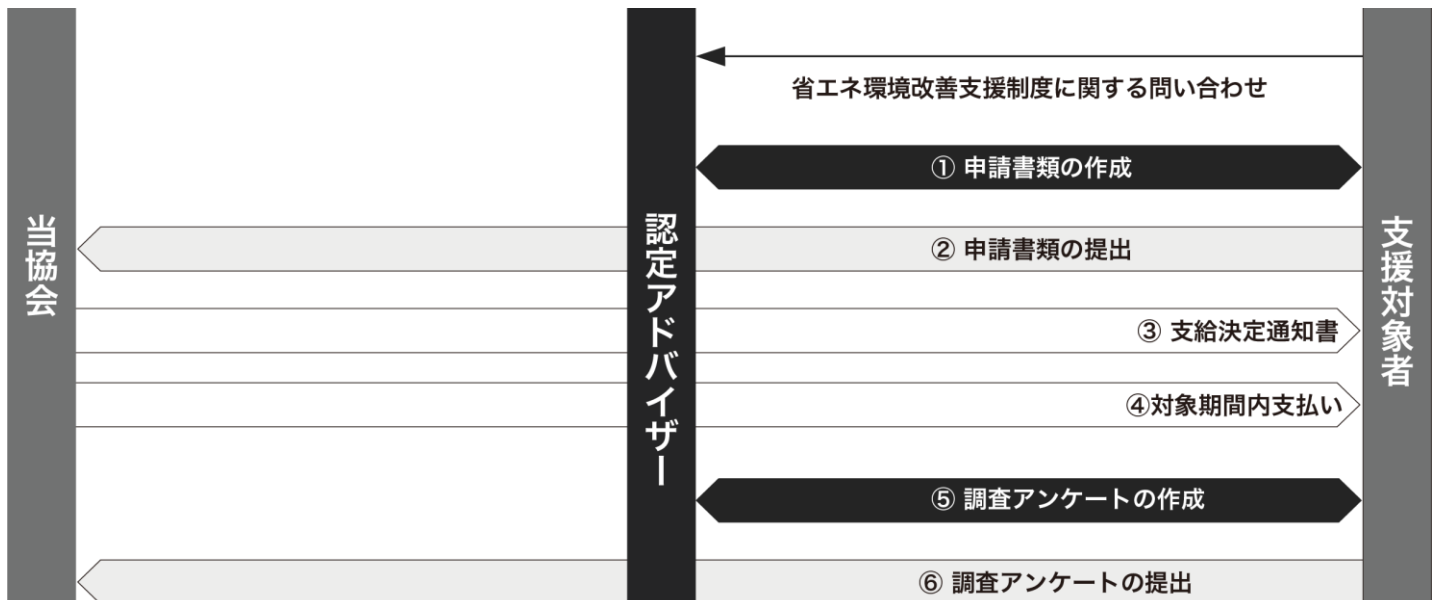 省エネ環境改善支援制度に関する問い合わせ
① 申請書類の作成
当協会
認定アドバイザー
支援対象者
② 申請書類の提出
③ 支給決定通知書
④対象期間内支払い
⑤ 調査アンケートの作成
⑥ 調査アンケートの提出